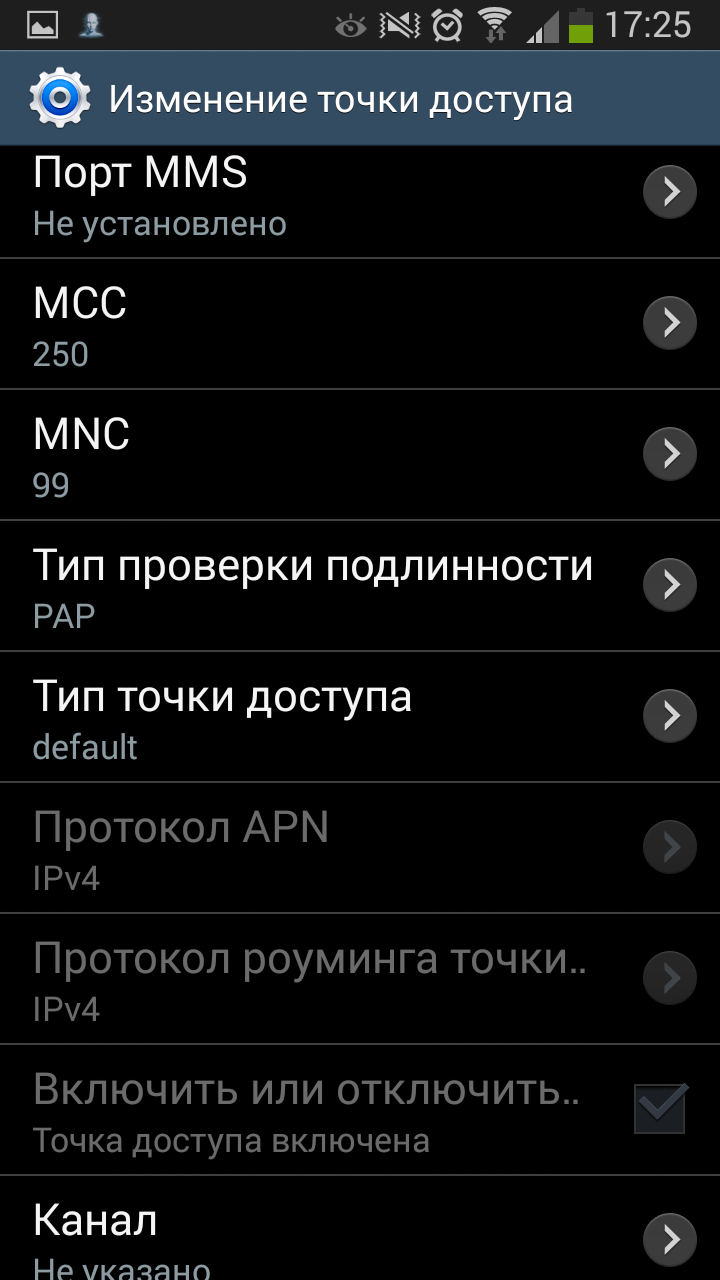 17:25
Изменение точки доступа
Порт MMS
Не установлено
MCC
250
MNC
99
Тип проверки подлинности
PAP
Тип точки доступа
default
Протокол APN
IPv4
Протокол роуминга точки..
IPv4
Включить или отключить..
Точка доступа включена
Канал
Не указано